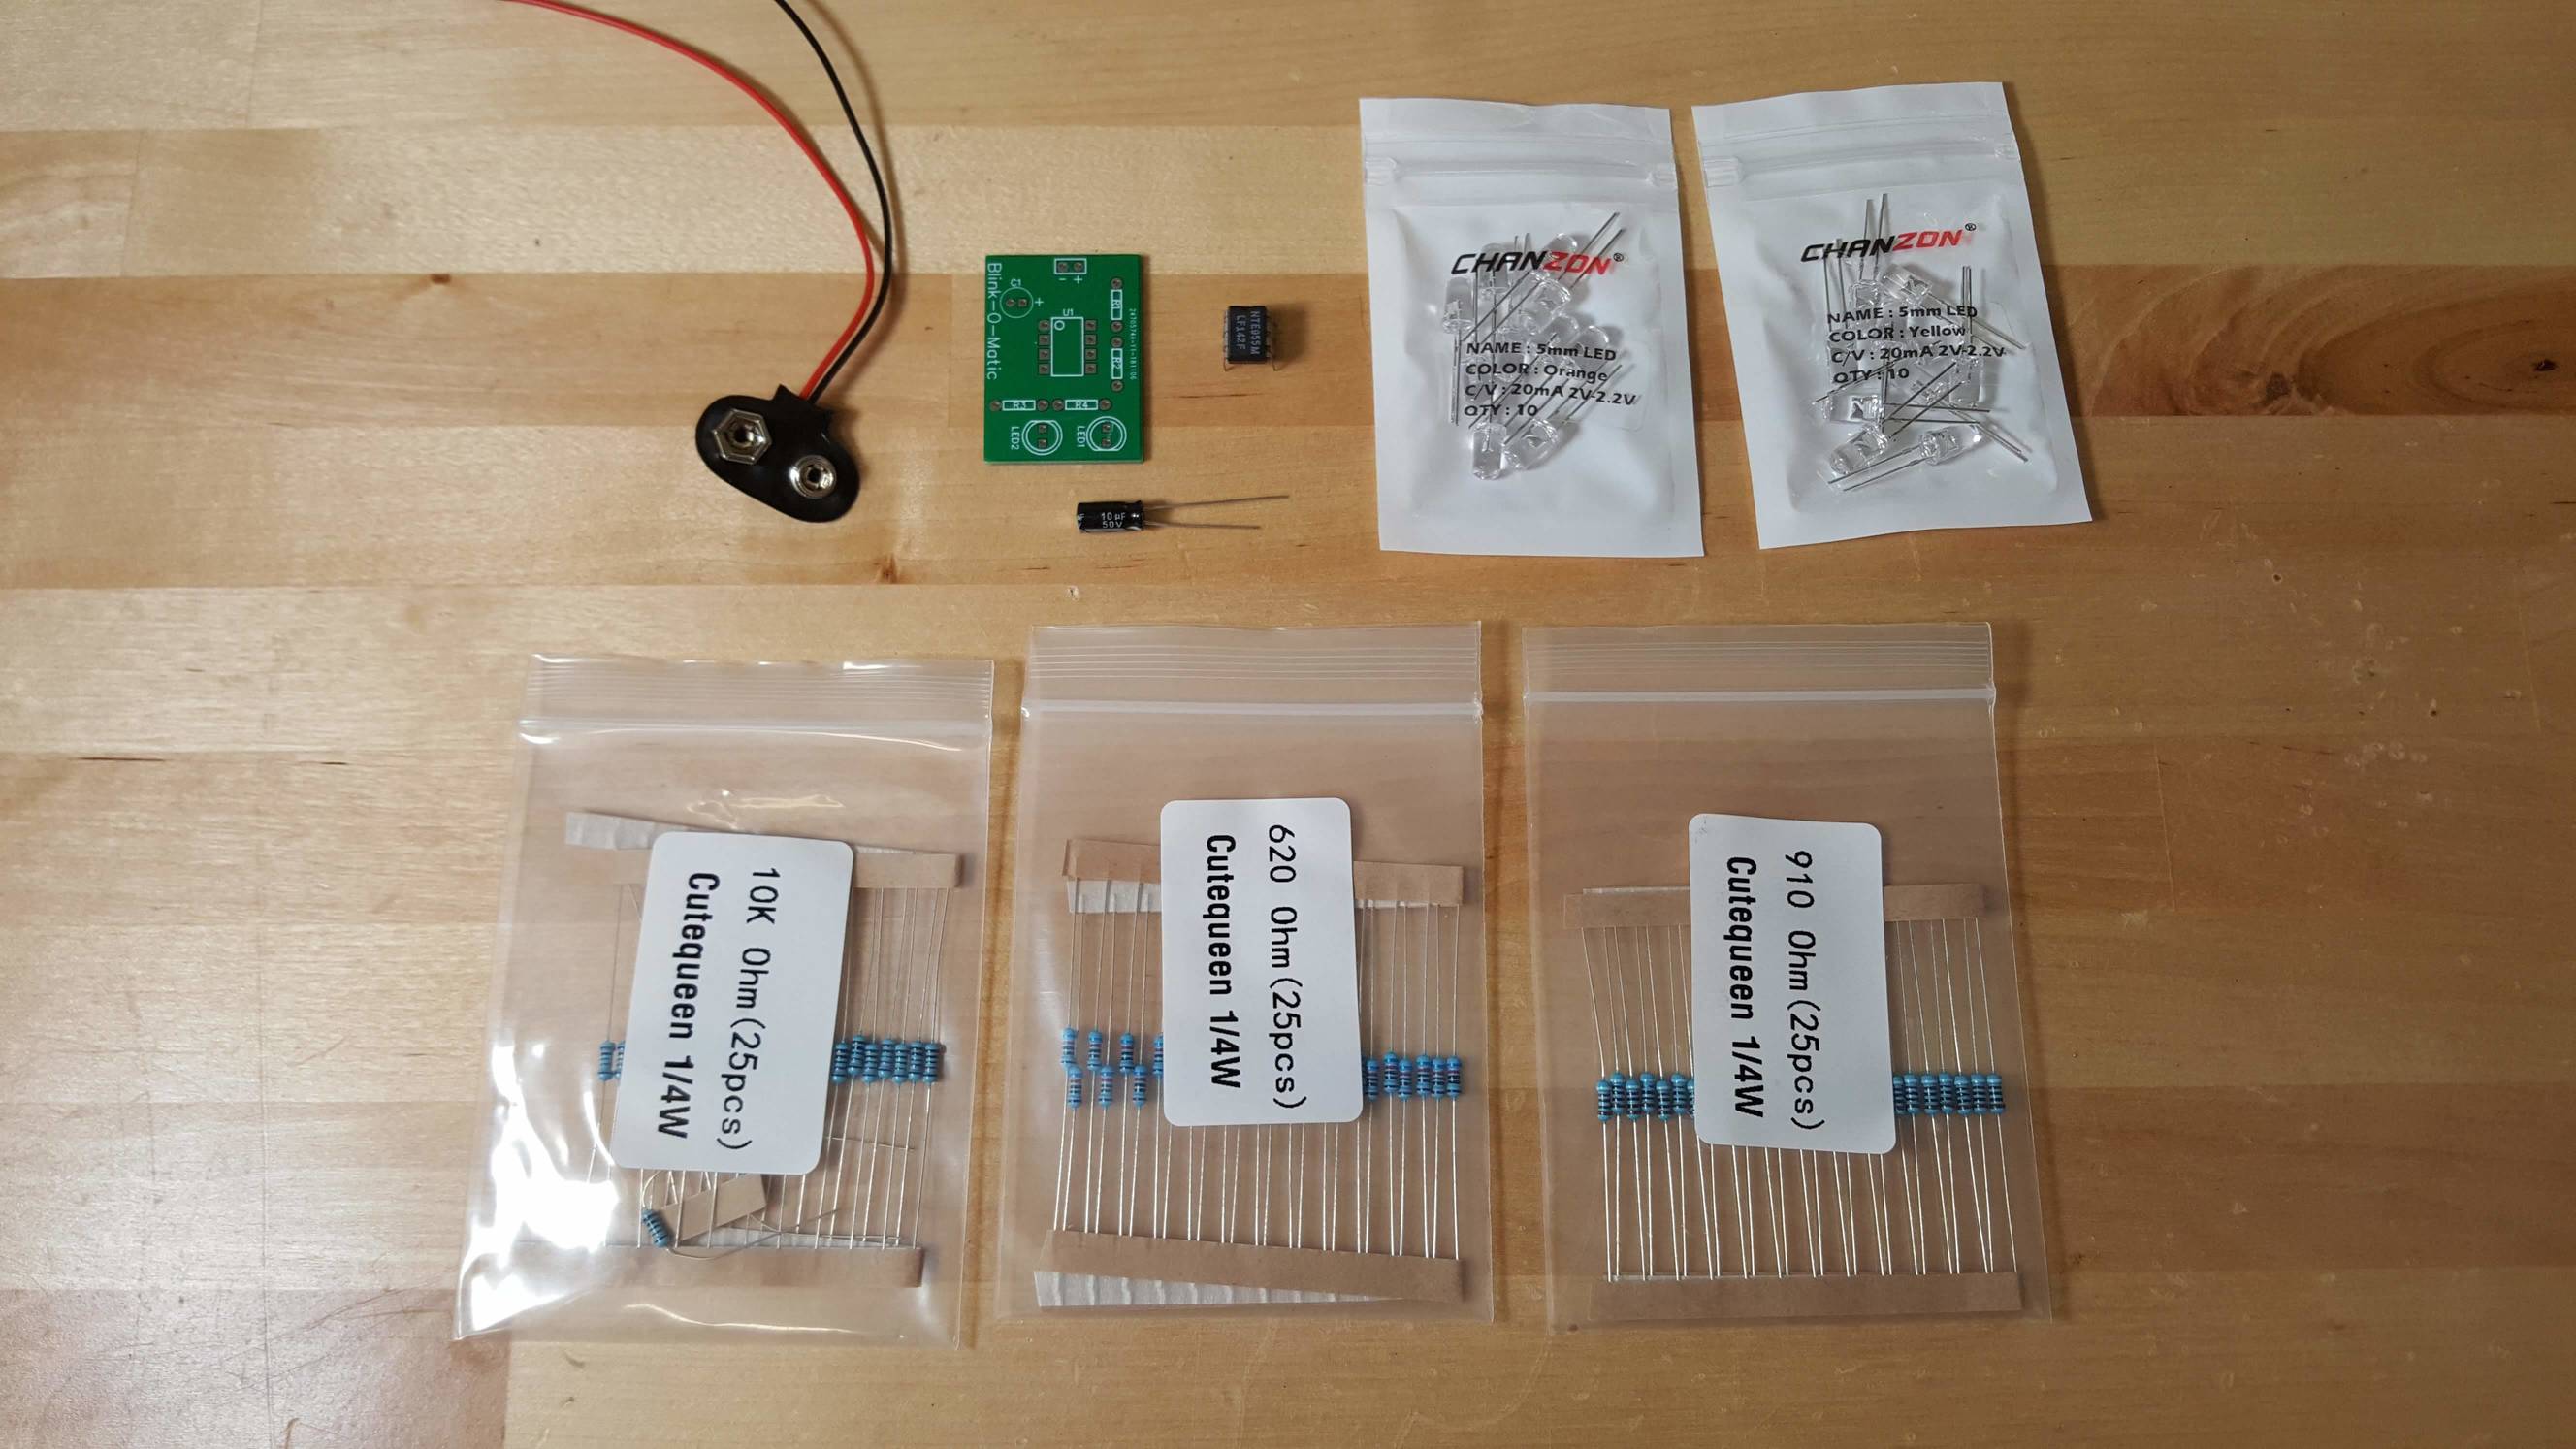 Blink-O-Matic
C1
+
- +
U1
R1
R2
R3
R4
LED2
LED1
NTE955M
LF142F
10µF
50V
CHANZON®
NAME : 5mm LED
COLOR : Orange
C/V : 20mA 2V-2.2V
QTY : 10
CHANZON®
NAME : 5mm LED
COLOR : Yellow
C/V : 20mA 2V-2.2V
QTY : 10
10K Ohm(25pcs)
Cutequeen 1/4W
620 Ohm(25pcs)
Cutequeen 1/4W
910 Ohm(25pcs)
Cutequeen 1/4W